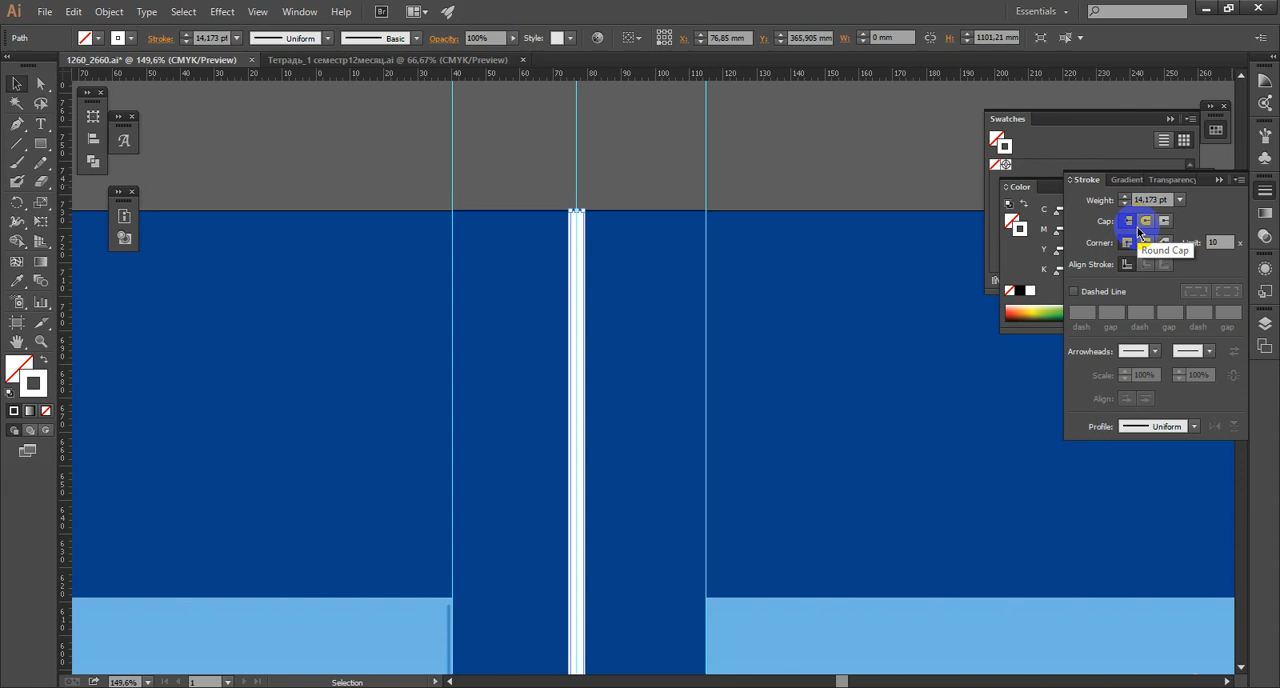 Ai File Edit Object Type Select Effect View Window Help Br Essentials
Path Stroke: 14,173 pt Uniform Basic Opacity: 100% Style: X: 76,85 mm Y: 365,905 mm W: 0 mm H: 1101,21 mm
1260_2660.ai* @ 149,6% (CMYK/Preview) × Тетрадь_1 семестр12месяц.ai @ 66,67% (CMYK/Preview) ×
70 60 50 40 30 20 10 0 10 20 30 40 50 60 70 80 90 100 110 120 130 140 150 160 170 180 190 200 210 220 230 240 250 260
Swatches
Stroke Gradient Transparency
Color
Weight: 14,173 pt
C
Cap:
M
Corner: Limit: 10 x
Round Cap
Y
Align Stroke:
K
Dashed Line
dash gap dash gap dash gap
Arrowheads:
Scale: 100% 100%
Align:
Profile: Uniform
149,6% 1 Selection